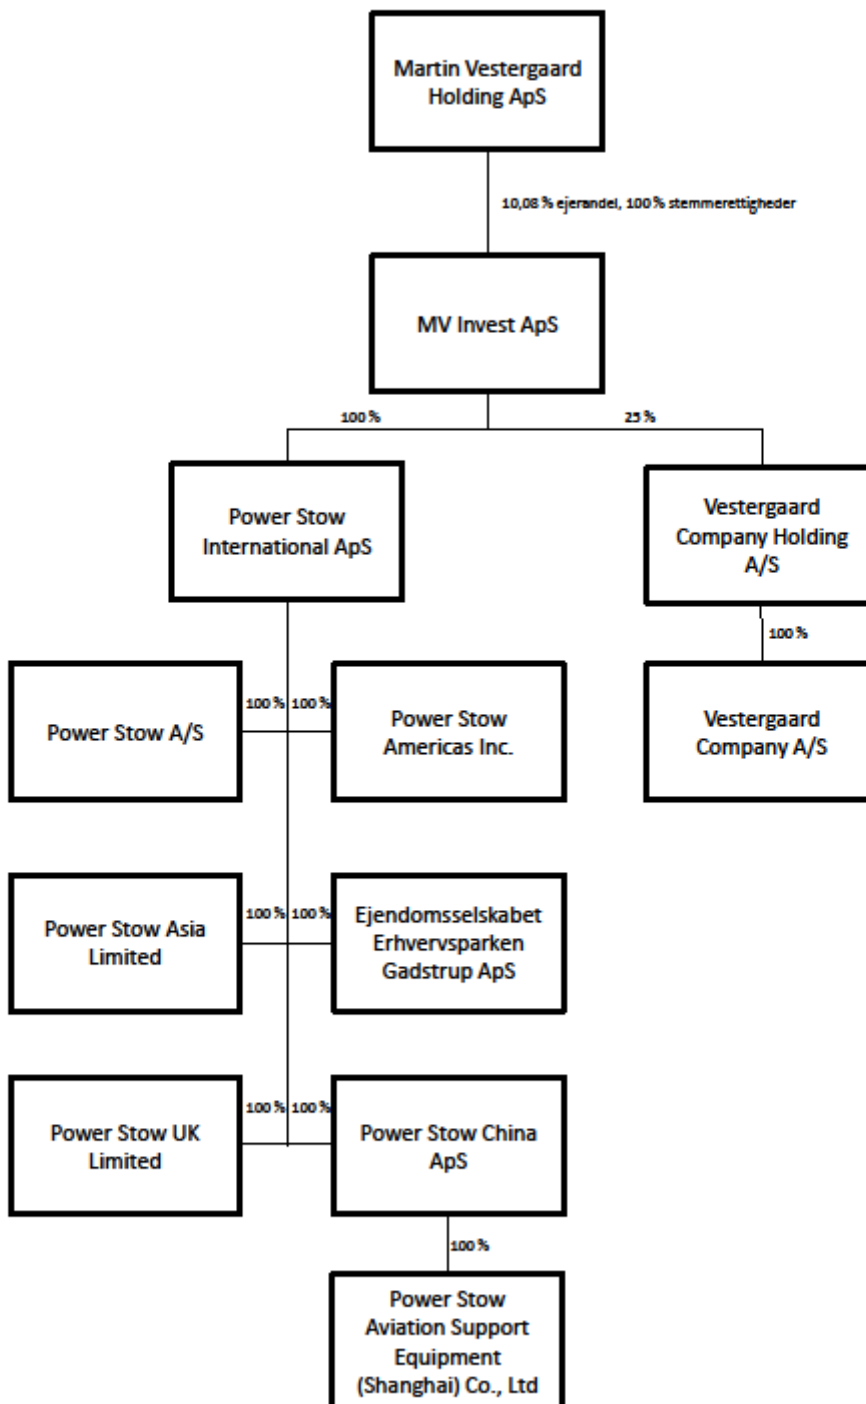 Martin Vestergaard
Holding ApS
10,08 % ejerandel, 100 % stemmerettigheder
MV Invest ApS
100 %
25 %
Power Stow
International ApS
Vestergaard
Company Holding
A/S
100 %
Power Stow A/S
100 % 100 %
Power Stow
Americas Inc.
Vestergaard
Company A/S
Power Stow Asia
Limited
100 % 100 %
Ejendomsselskabet
Erhvervsparken
Gadstrup ApS
Power Stow UK
Limited
100 % 100 %
Power Stow China
ApS
100 %
Power Stow
Aviation Support
Equipment
(Shanghai) Co., Ltd